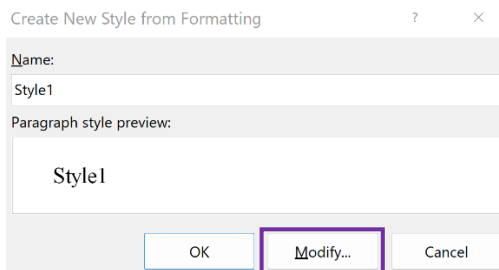 Create New Style from Formatting ? ×
Name:
Style1
Paragraph style preview:
Style1
OK Modify... Cancel